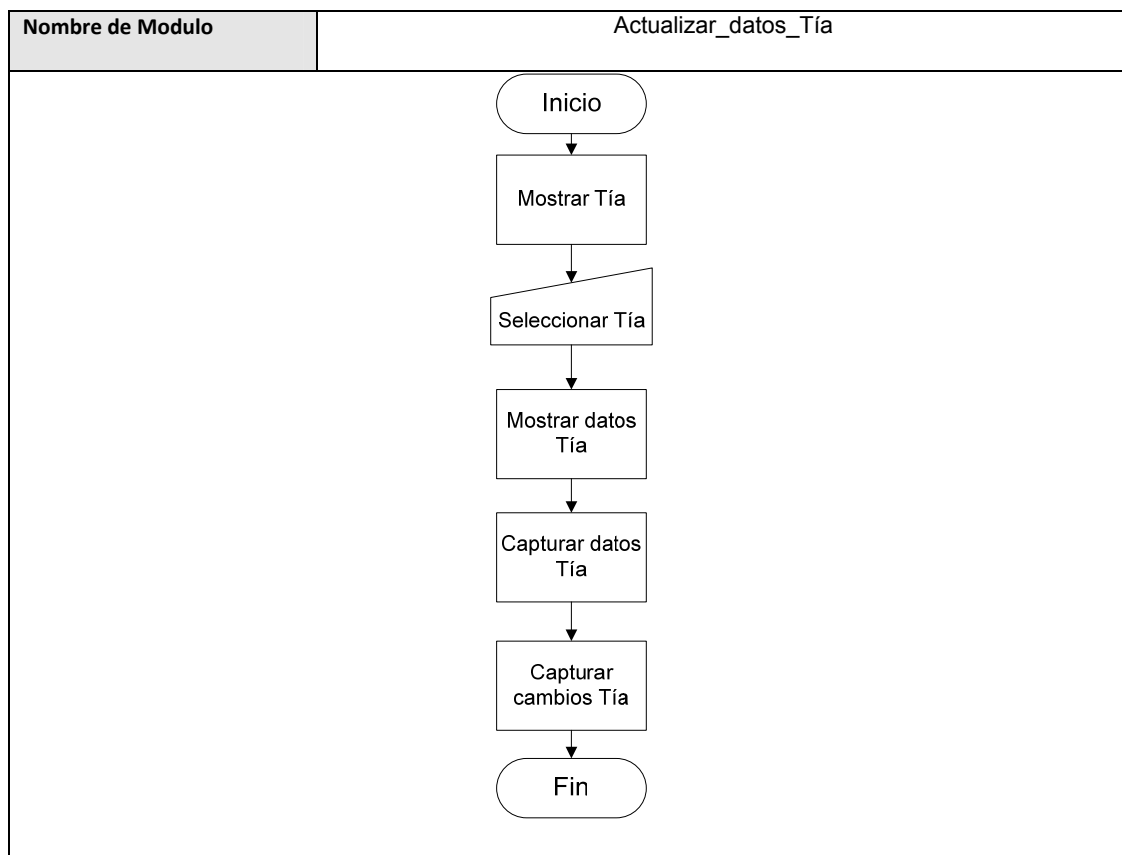 Nombre de Modulo
Actualizar_datos_Tía
Inicio
Mostrar Tía
Seleccionar Tía
Mostrar datos
Tía
Capturar datos
Tía
Capturar
cambios Tía
Fin